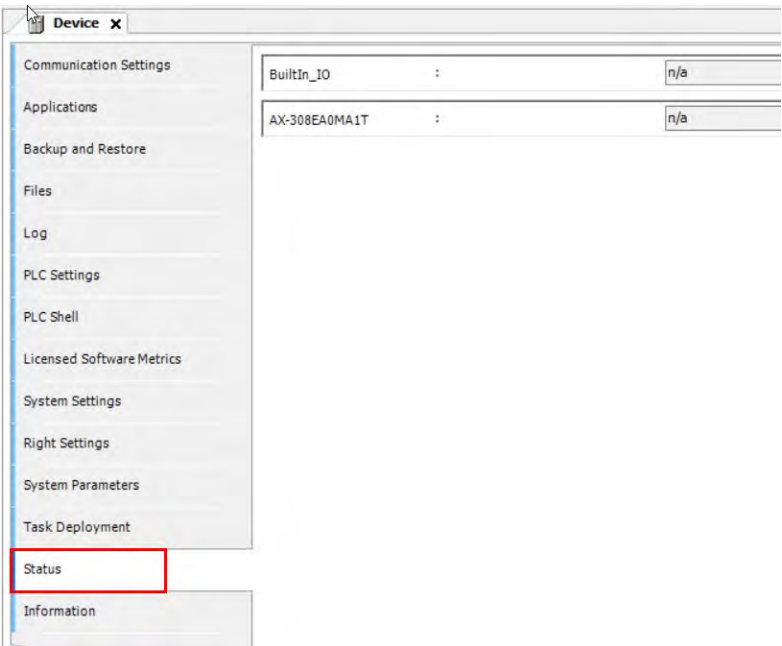 Device
Communication Settings
Applications
Backup and Restore
Files
Log
PLC Settings
PLC Shell
Licensed Software Metrics
System Settings
Right Settings
System Parameters
Task Deployment
Status
Information
BuiltIn_IO : n/a
AX-308EA0MA1T : n/a